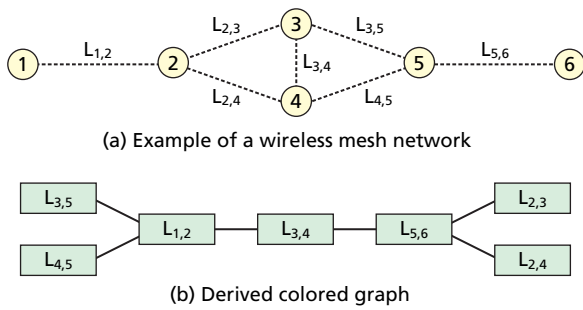 L2,3
3
L3,5
1
L1,2
2
L3,4
5
L5,6
6
L2,4
4
L4,5
(a) Example of a wireless mesh network
L3,5
L2,3
L1,2
L3,4
L5,6
L4,5
L2,4
(b) Derived colored graph